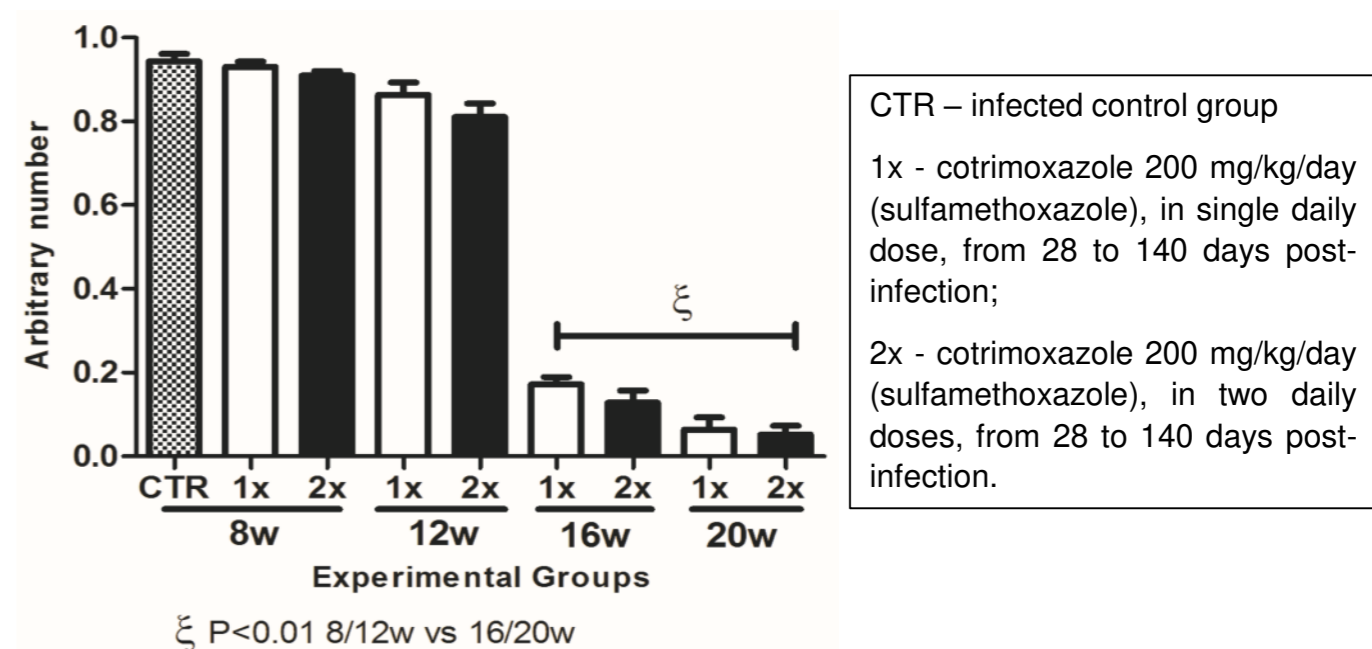 1.0
0.8
0.6
0.4
0.2
0.0
Arbitrary number
ξ
CTR 1x 2x 1x 2x 1x 2x 1x 2x
8w 12w 16w 20w
Experimental Groups
ξ P<0.01 8/12w vs 16/20w
CTR – infected control group
1x - cotrimoxazole 200 mg/kg/day
(sulfamethoxazole), in single daily
dose, from 28 to 140 days post-
infection;
2x - cotrimoxazole 200 mg/kg/day
(sulfamethoxazole), in two daily
doses, from 28 to 140 days post-
infection.